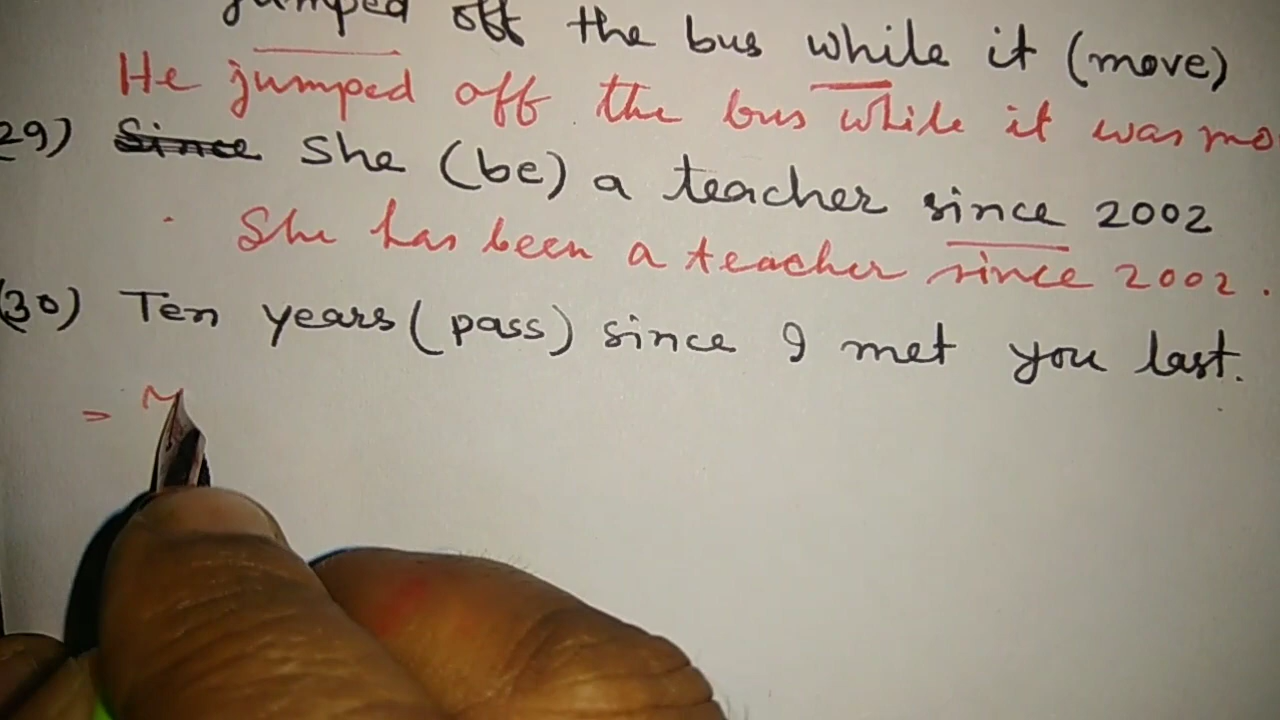 jumped off the bus while it (move)
He jumped off the bus while it was mo
29) She (be) a teacher since 2002
She has been a teacher since 2002.
(30) Ten years (pass) since I met you last.
=